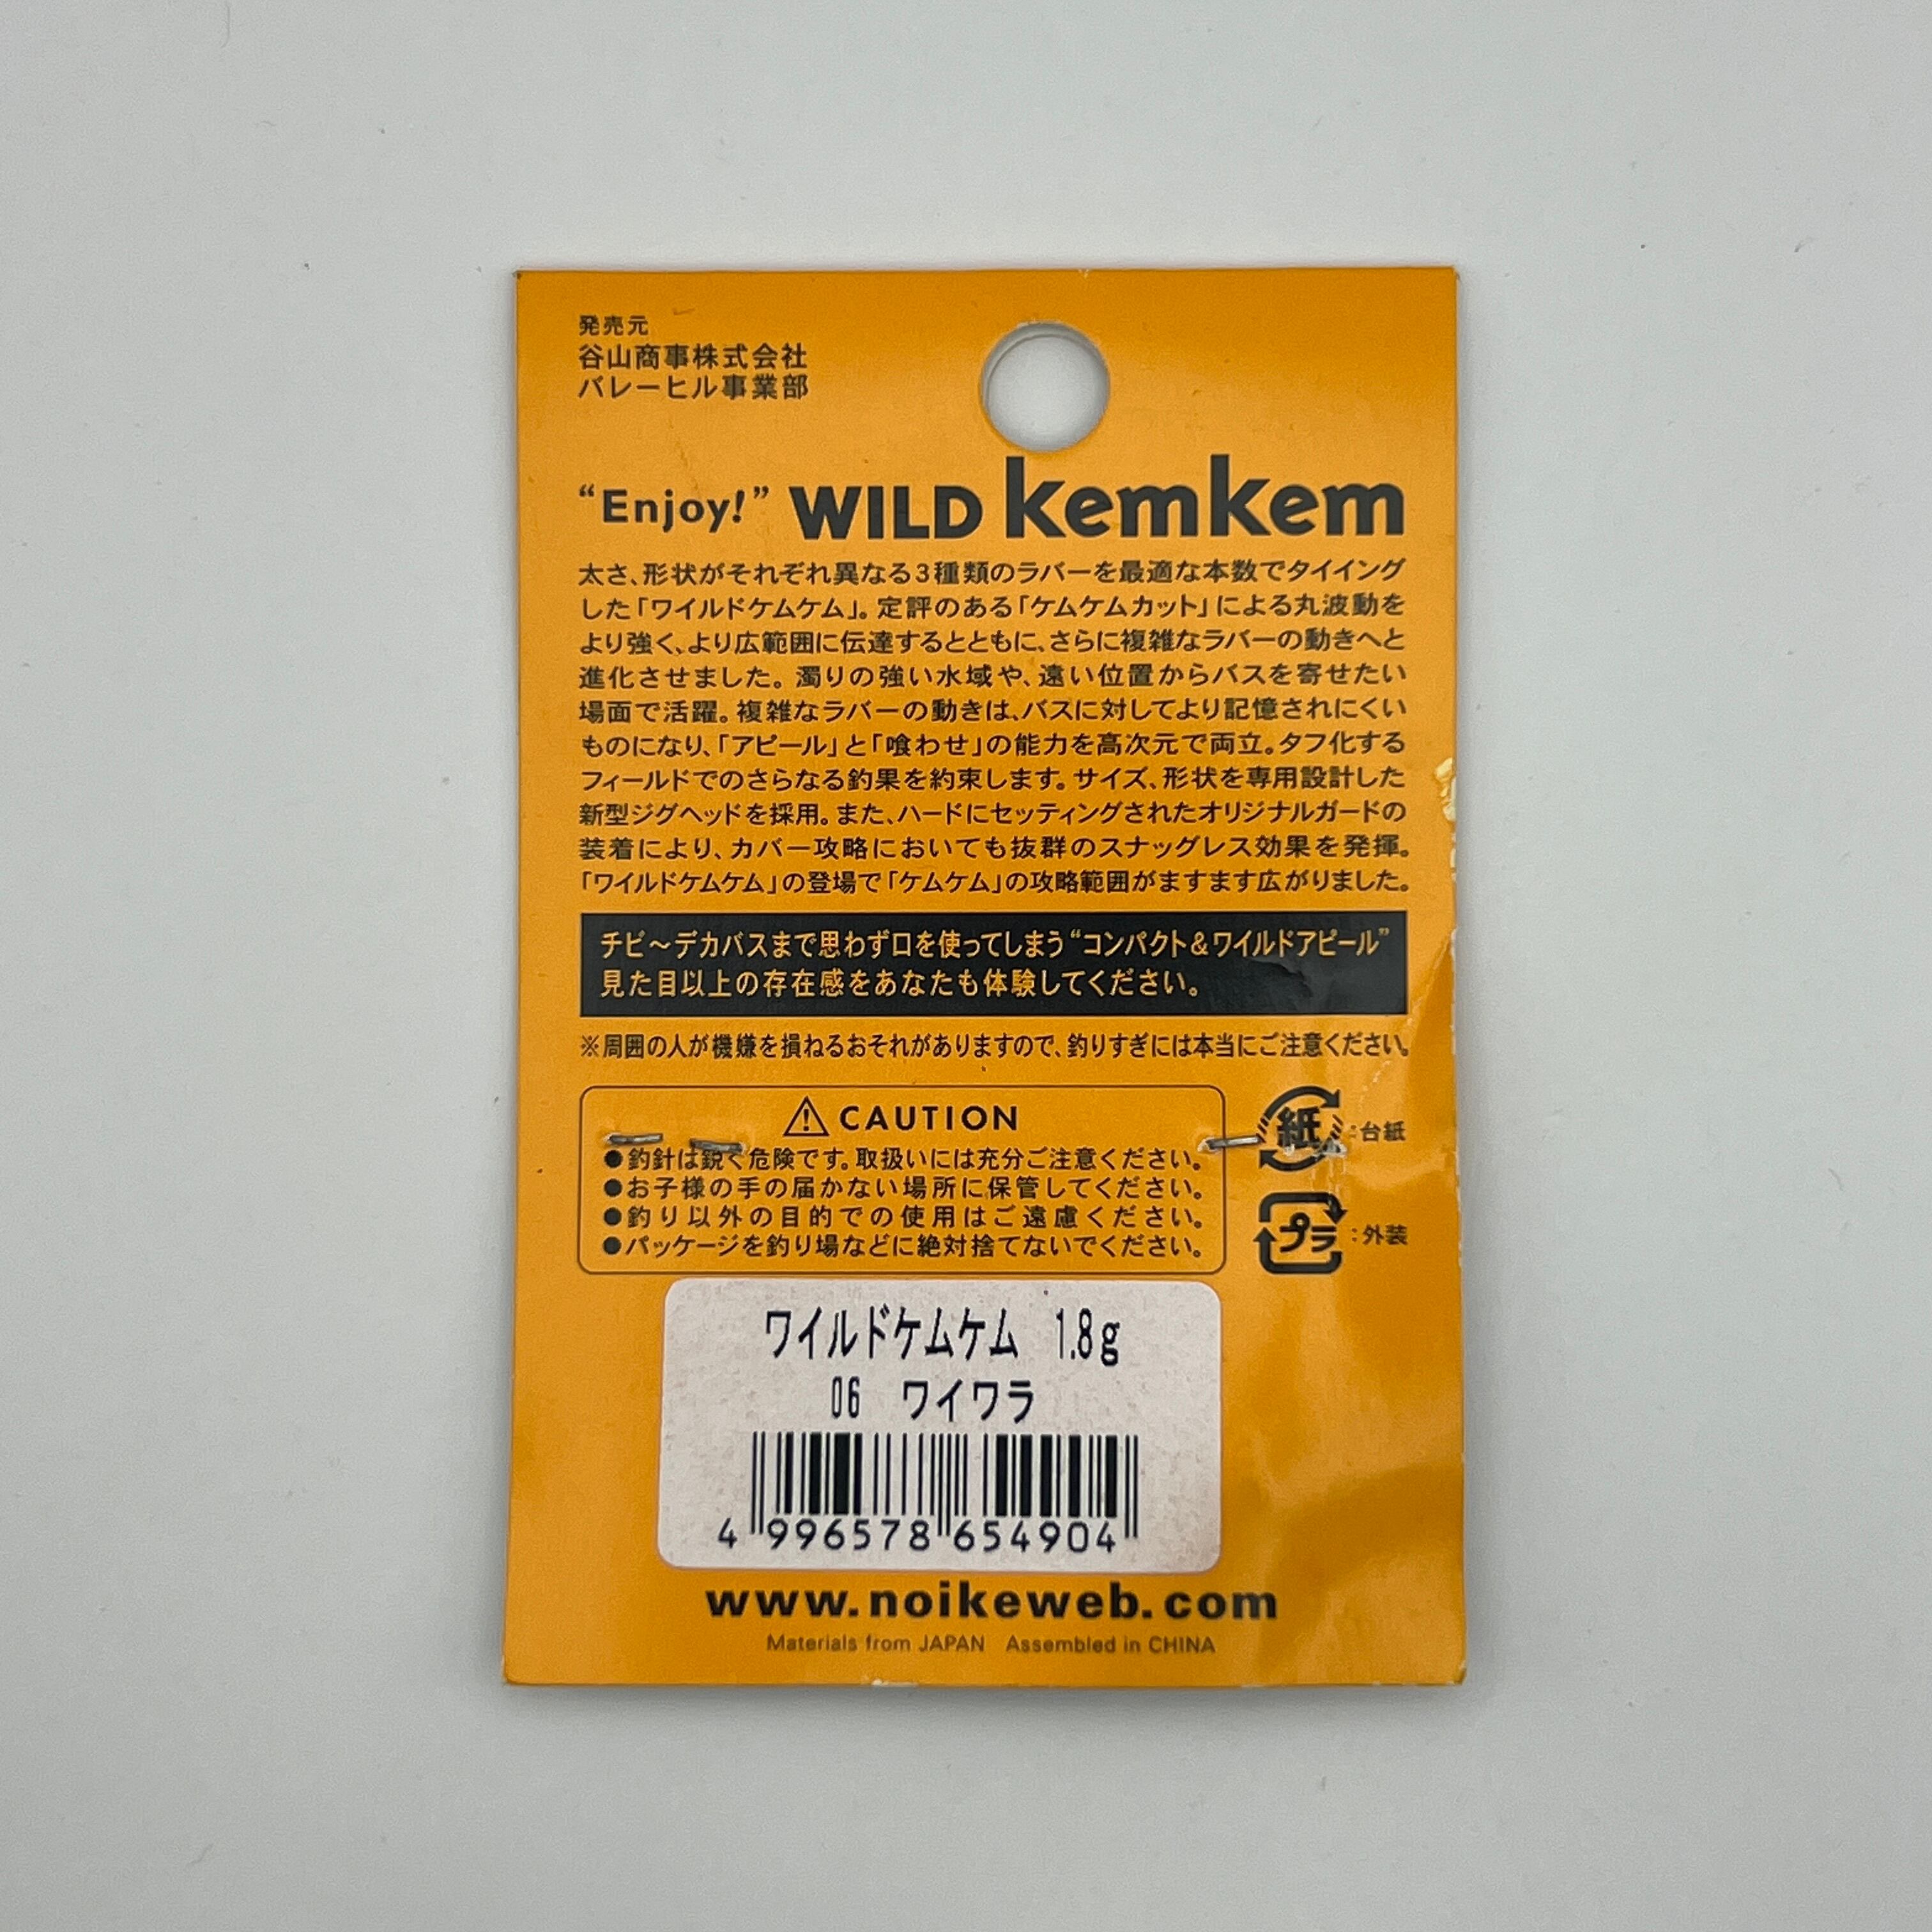 発売元
谷山商事株式会社
バレーヒル事業部
“Enjoy!” WILD kemkem
太さ、形状がそれぞれ異なる3種類のラバーを最適な本数でタイイング
した「ワイルドケムケム」。定評のある「ケムケムカット」による丸波動を
より強く、より広範囲に伝達するとともに、さらに複雑なラバーの動きへと
進化させました。濁りの強い水域や、遠い位置からバスを寄せたい
場面で活躍。複雑なラバーの動きは、バスに対してより記憶されにくい
ものになり、「アピール」と「喰わせ」の能力を高次元で両立。タフ化する
フィールドでのさらなる釣果を約束します。サイズ、形状を専用設計した
新型ジグヘッドを採用。また、ハードにセッティングされたオリジナルガードの
装着により、カバー攻略においても抜群のスナッグレス効果を発揮。
「ワイルドケムケム」の登場で「ケムケム」の攻略範囲がますます広がりました。
チビ〜デカバスまで思わず口を使ってしまう“コンパクト&ワイルドアピール”
見た目以上の存在感をあなたも体験してください。
※周囲の人が機嫌を損ねるおそれがありますので、釣りすぎには本当にご注意ください。
CAUTION
●釣針は鋭く危険です。取扱いには充分ご注意ください。
●お子様の手の届かない場所に保管してください。
●釣り以外の目的での使用はご遠慮ください。
●パッケージを釣り場などに絶対捨てないでください。
紙:台紙
プラ:外装
ワイルドケムケム 1.8g
06 ワイワラ
4 996578 654904
www.noikeweb.com
Materials from JAPAN Assembled in CHINA